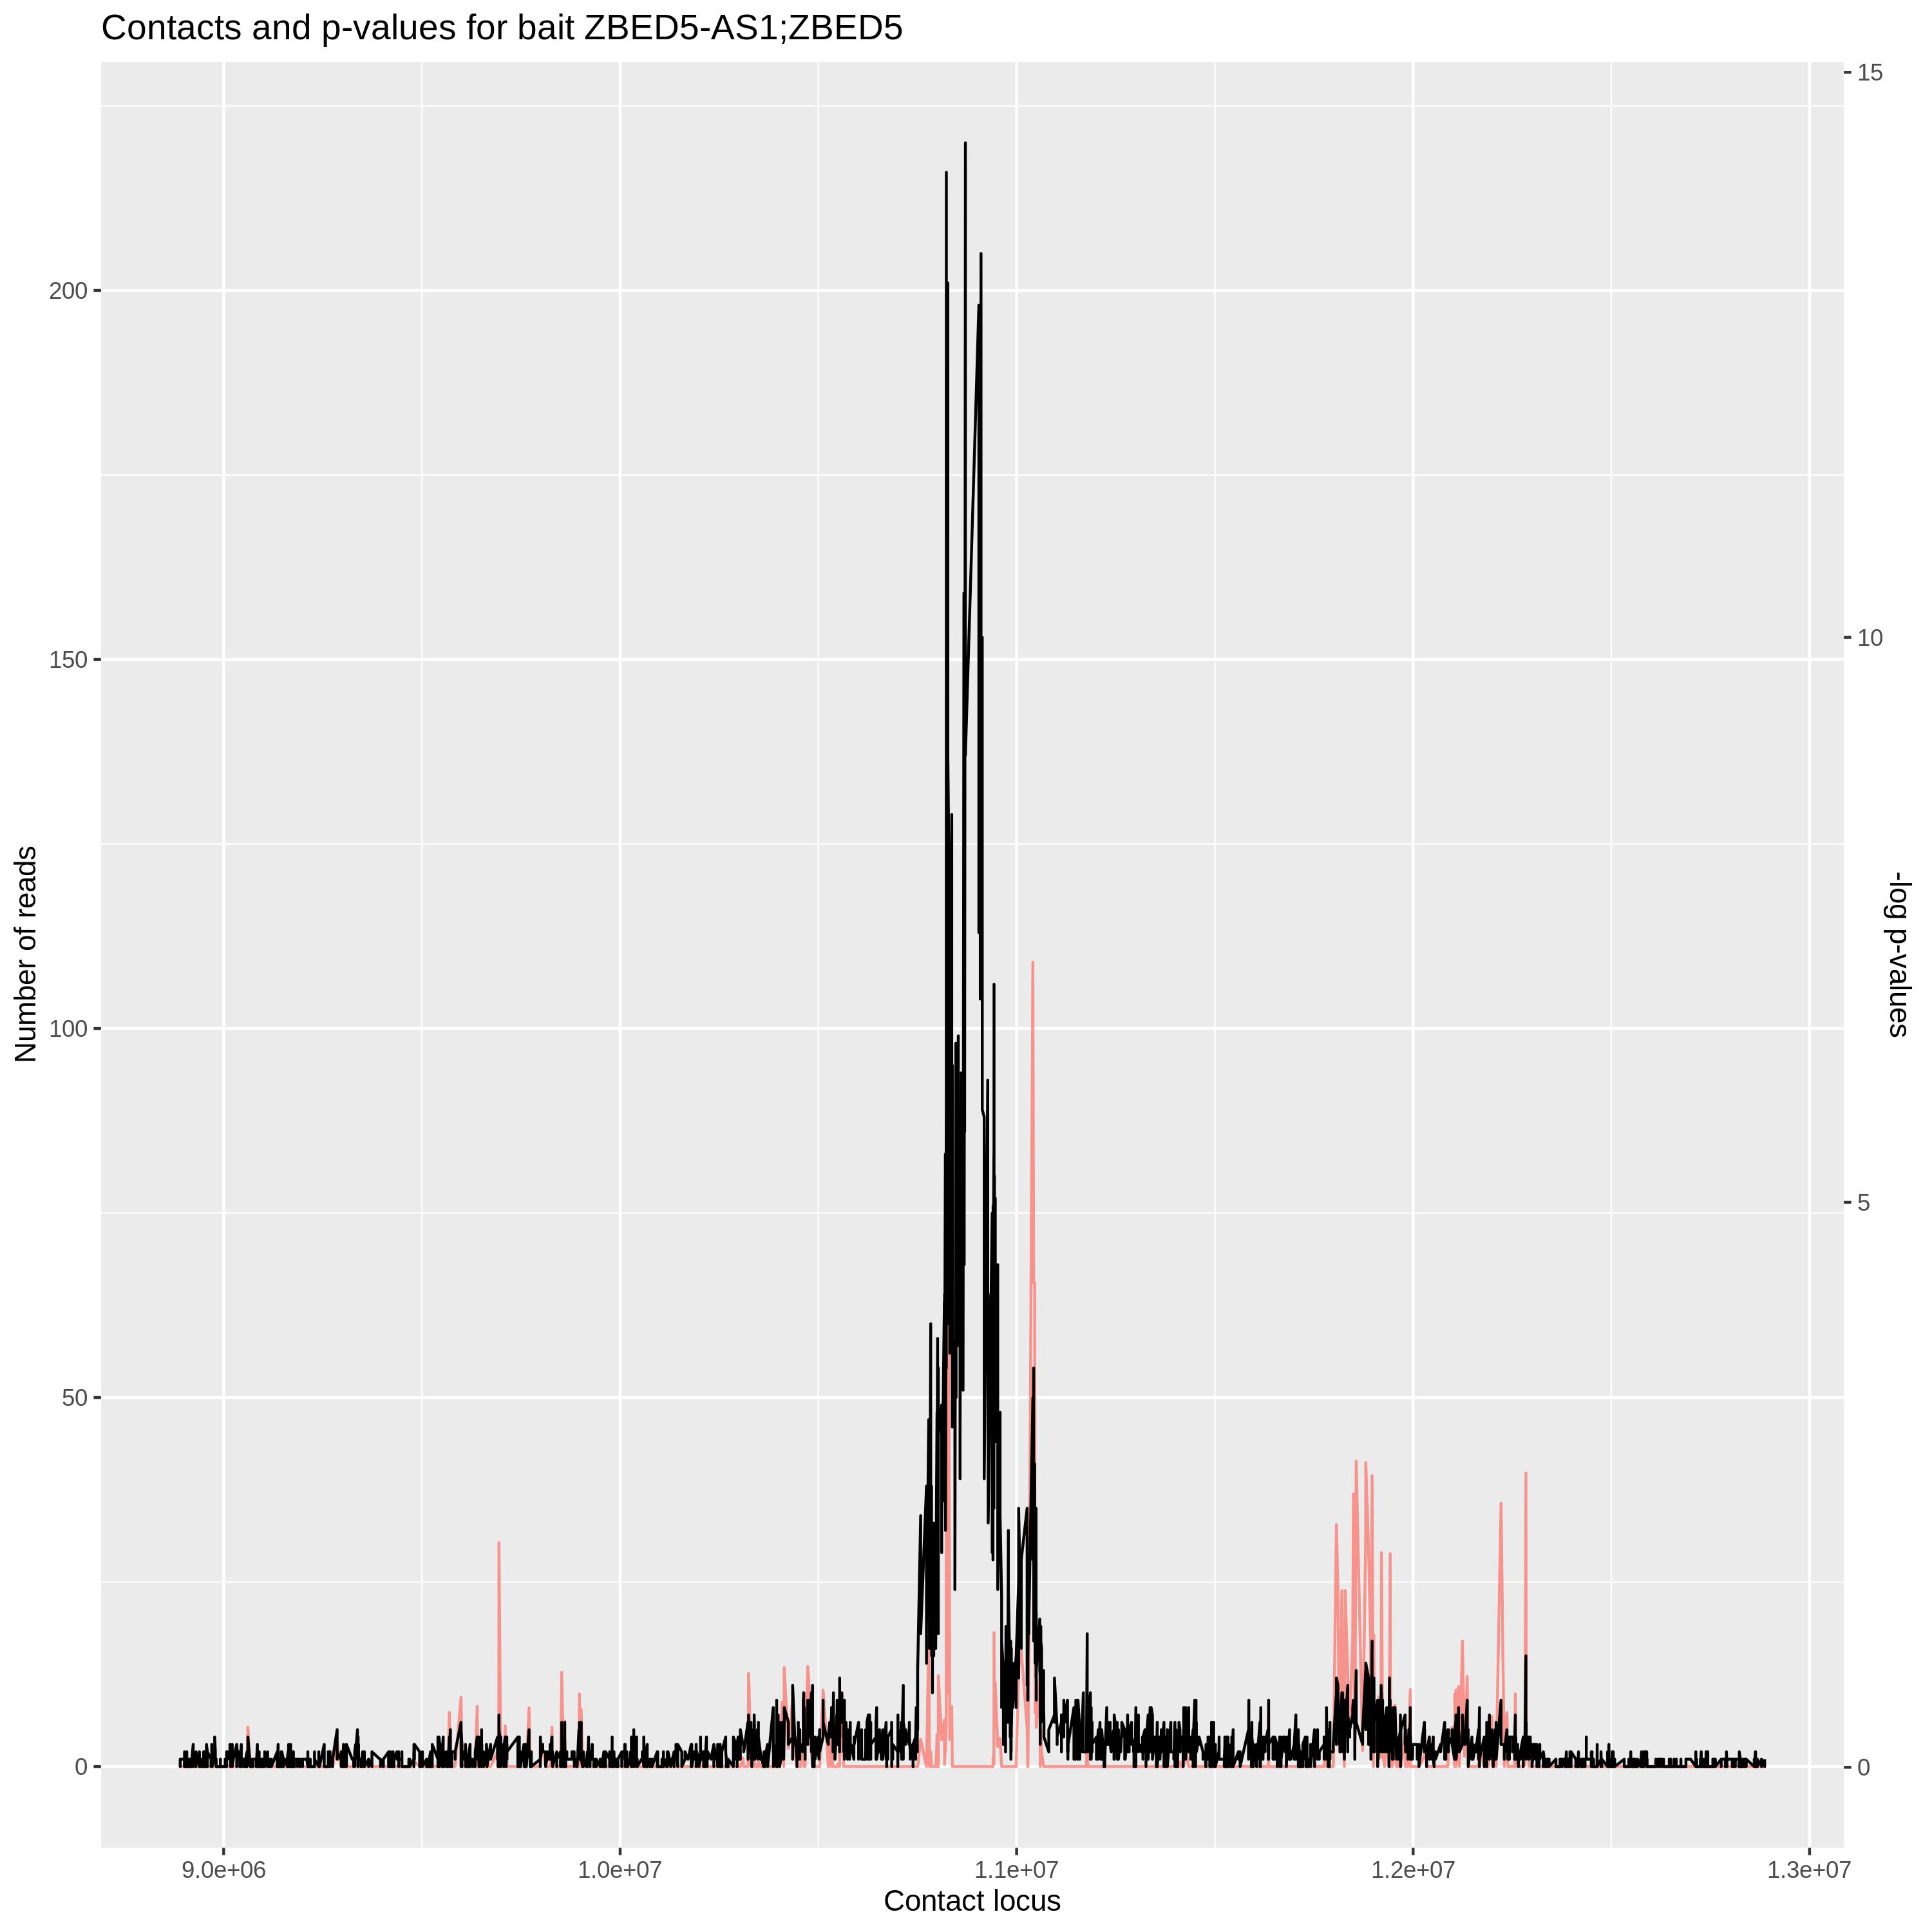 Contacts and p-values for bait ZBED5-AS1;ZBED5
Number of reads
200
150
100
50
0
15
10
5
0
-log p-values
9.0e+06
1.0e+07
1.1e+07
1.2e+07
1.3e+07
Contact locus